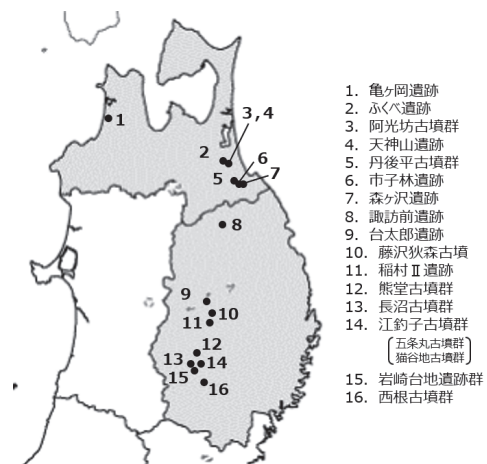 1
2
3,4
5
6
7
8
9
10
11
12
13
14
15
16
1. 亀ヶ岡遺跡
2. ふくべ遺跡
3. 阿光坊古墳群
4. 天神山遺跡
5. 丹後平古墳群
6. 市子林遺跡
7. 森ヶ沢遺跡
8. 諏訪前遺跡
9. 台太郎遺跡
10. 藤沢狄森古墳
11. 稲村Ⅱ遺跡
12. 熊堂古墳群
13. 長沼古墳群
14. 江釣子古墳群
五条丸古墳群
猫谷地古墳群
15. 岩崎台地遺跡群
16. 西根古墳群